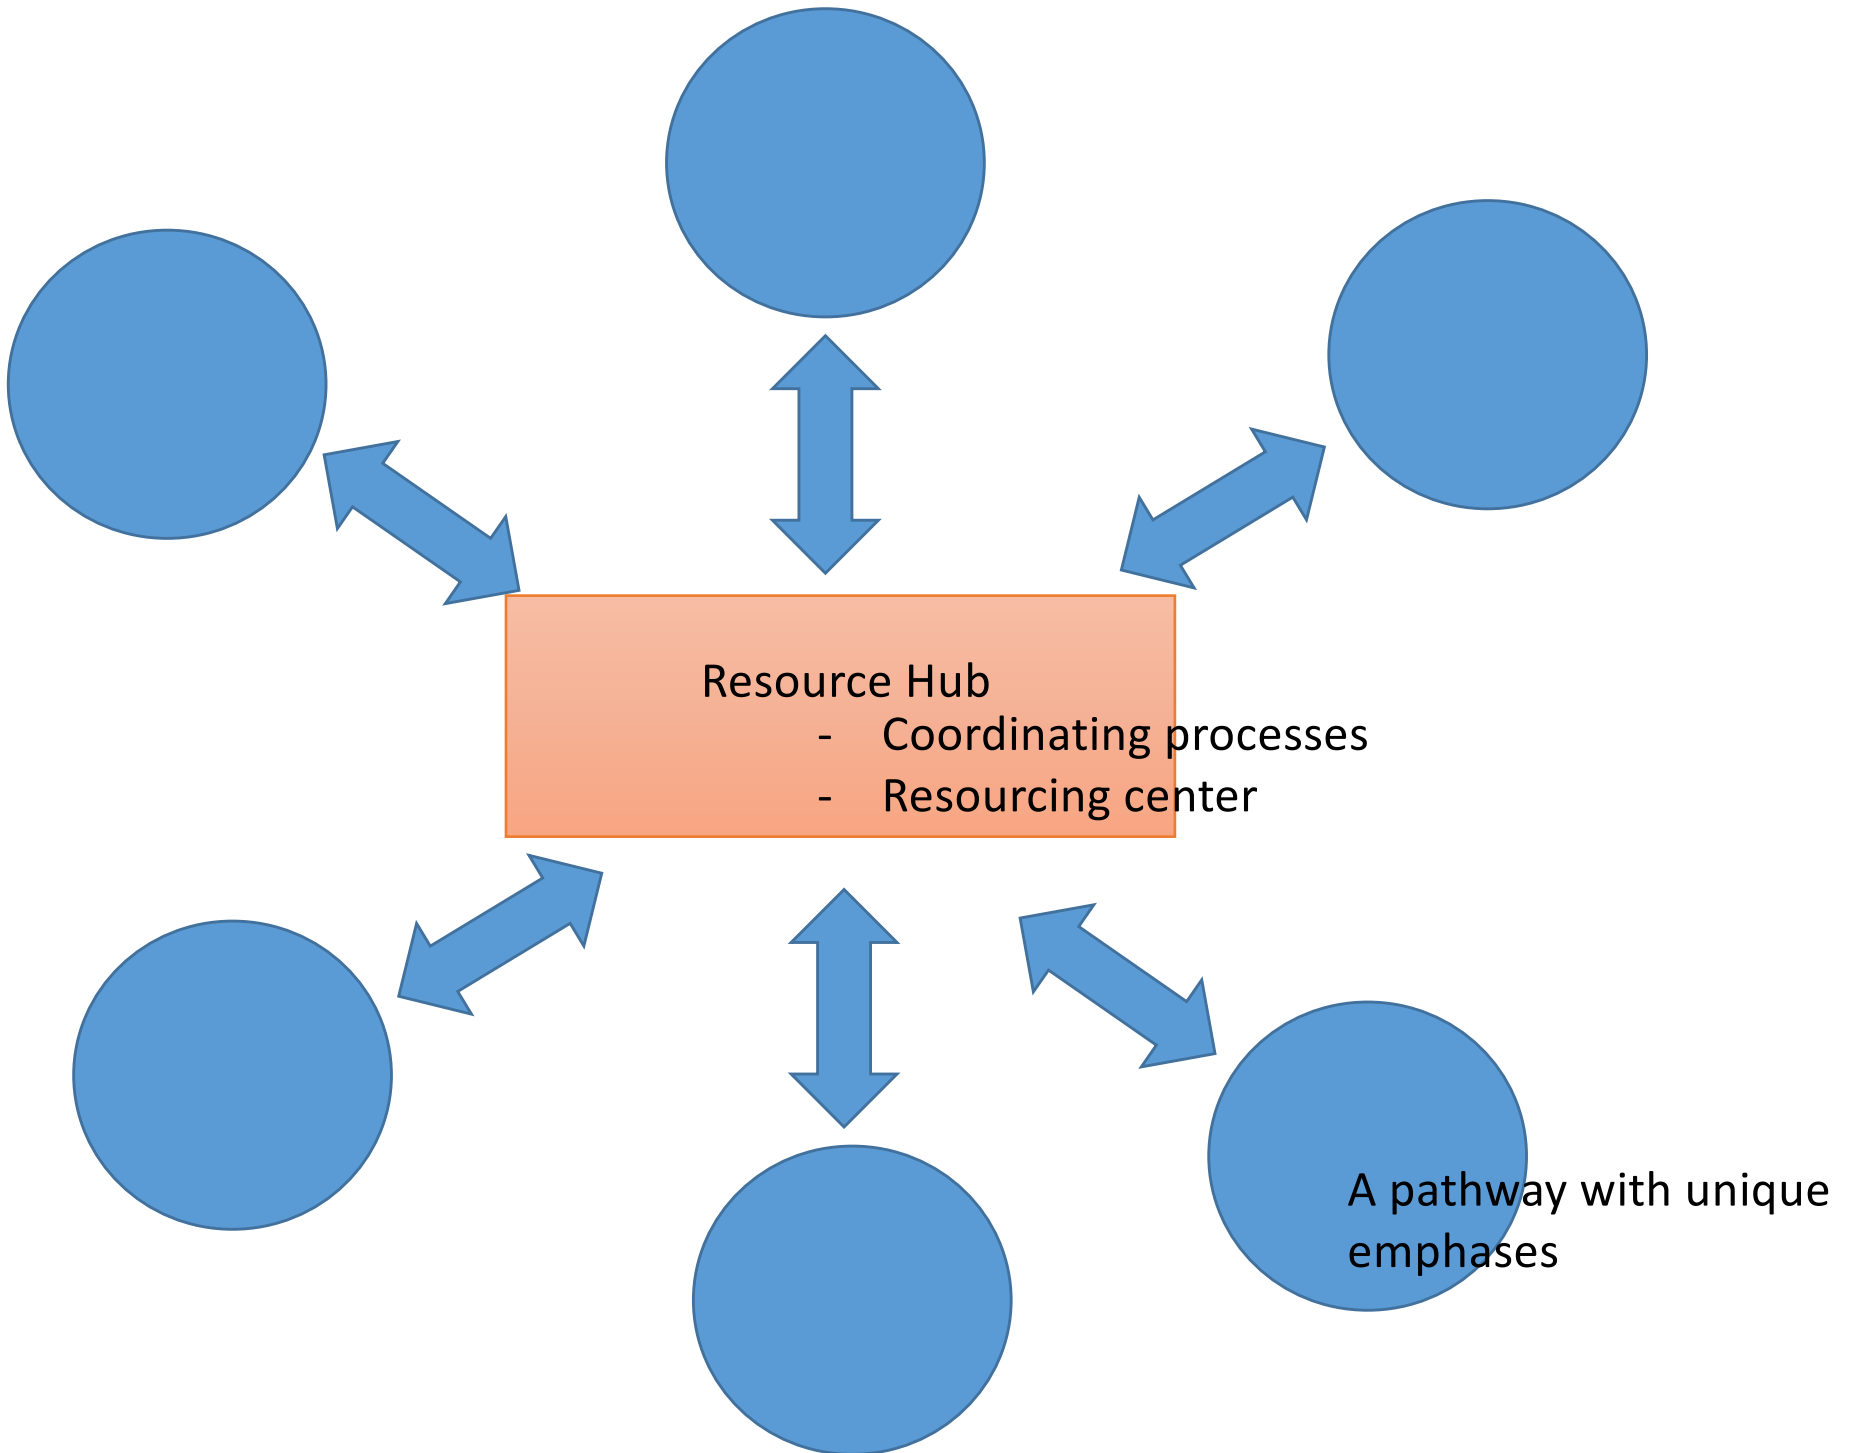 Resource Hub
- Coordinating processes
- Resourcing center
A pathway with unique
emphases